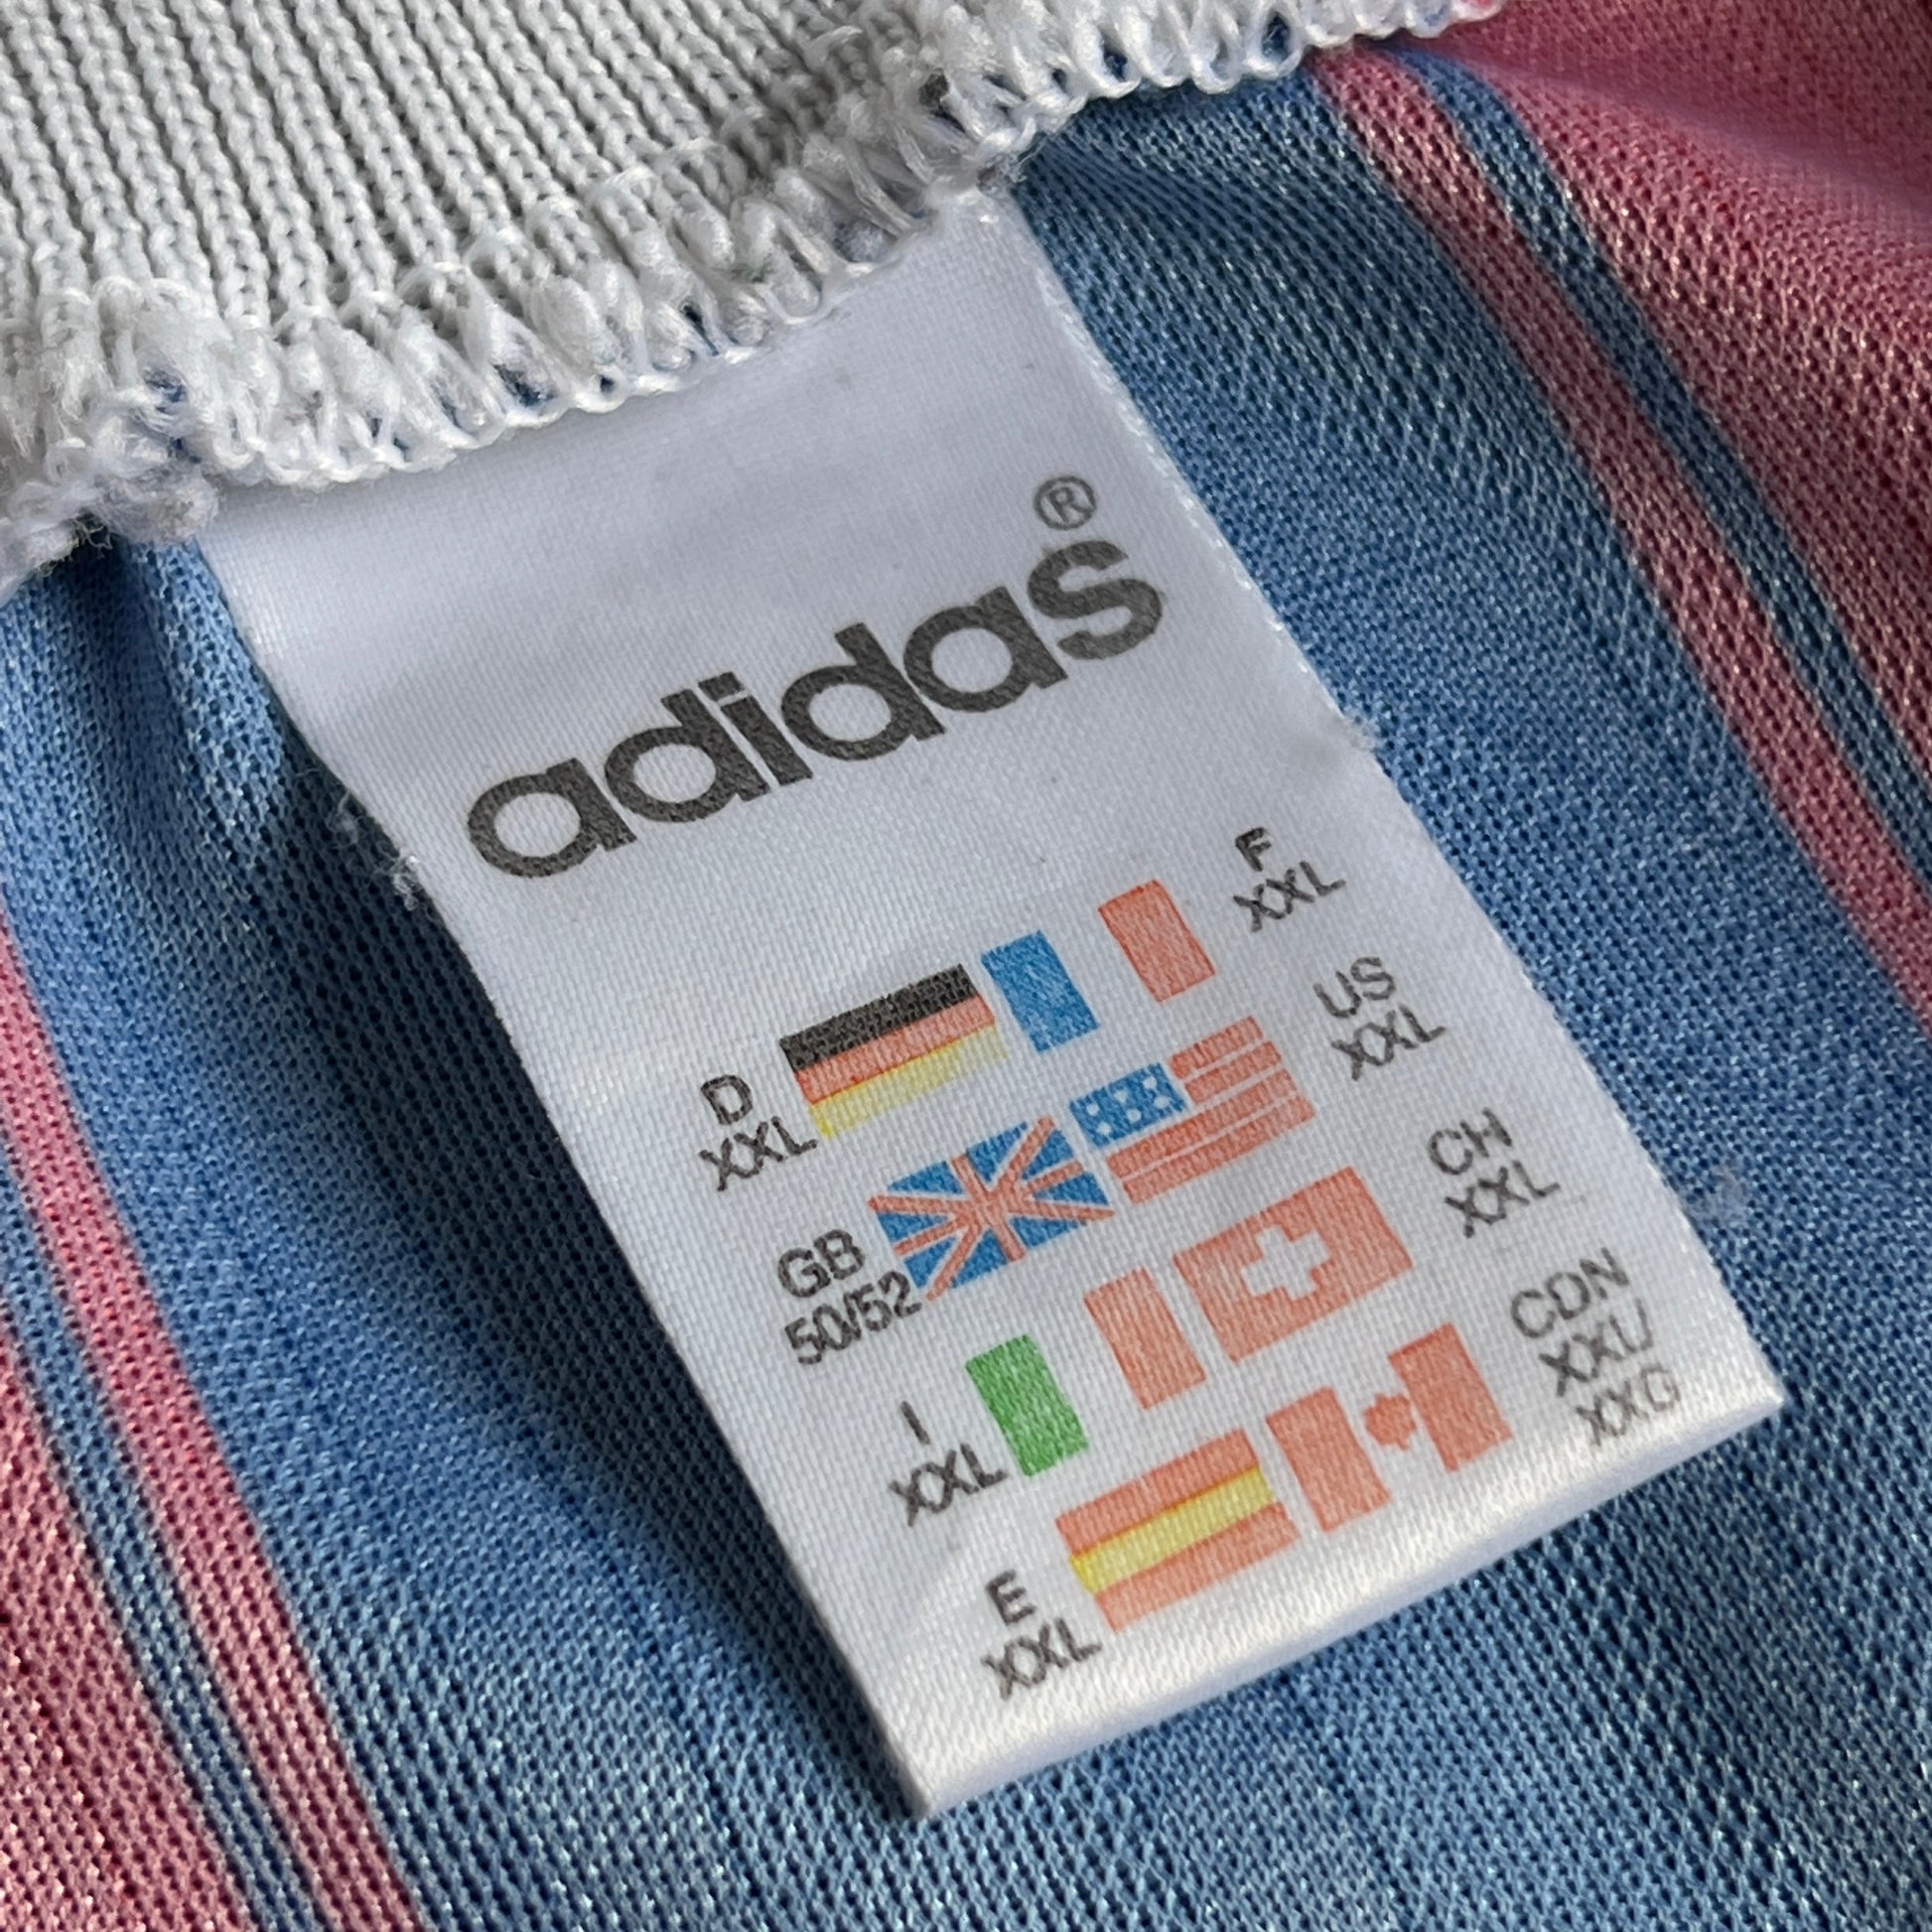 adidas®
D
XXL
F
XXL
GB
50/52
US
XXL
I
XXL
CH
XXL
E
XXL
CDN
XXL/
XXG